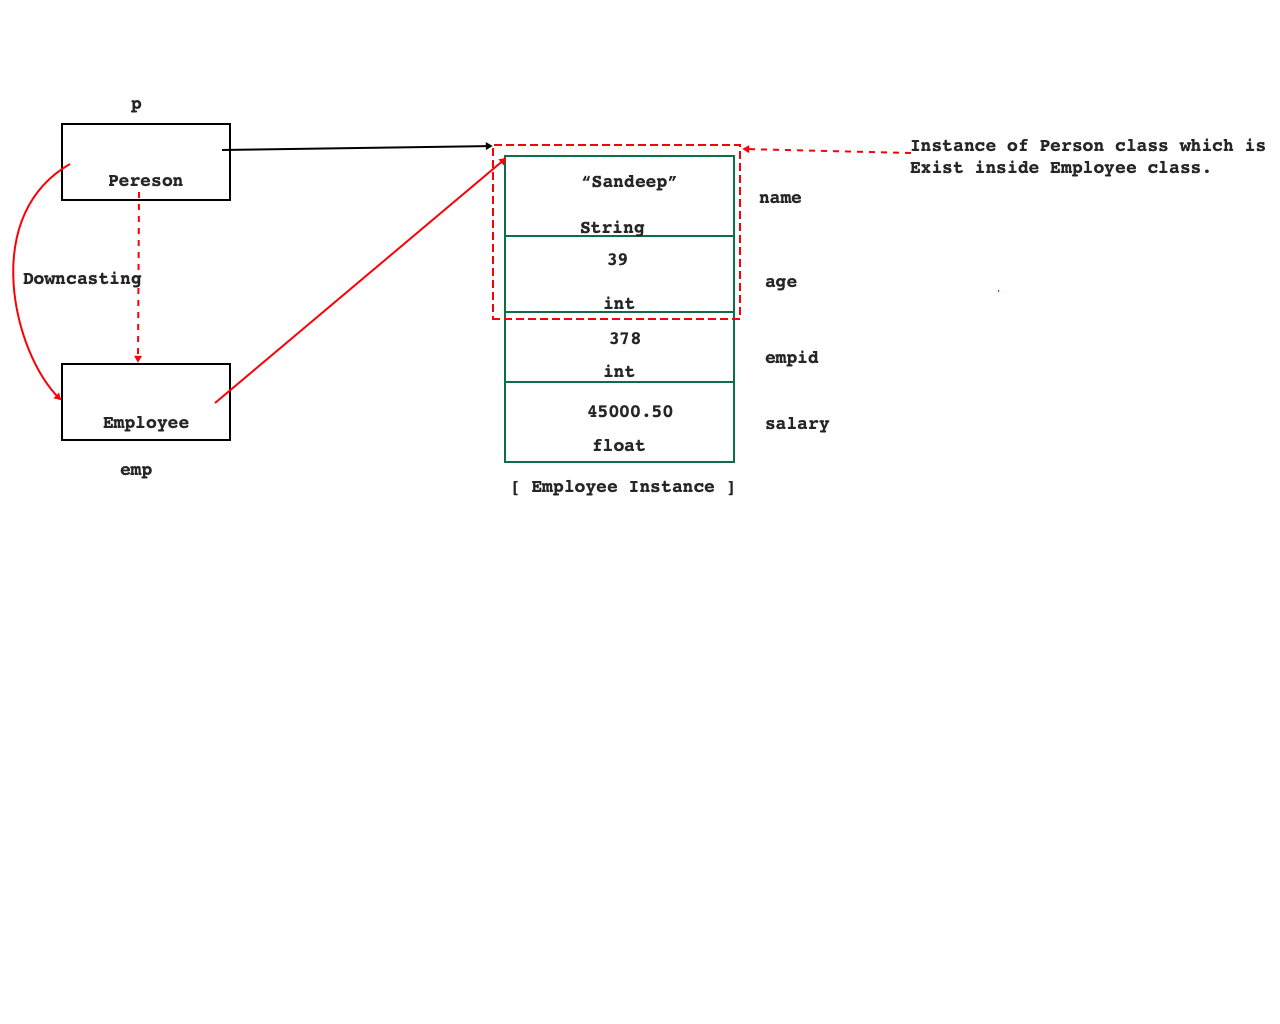 p
Pereson
Downcasting
Employee
emp
“Sandeep”
String
39
int
378
int
45000.50
float
[ Employee Instance ]
name
age
empid
salary
Instance of Person class which is
Exist inside Employee class.